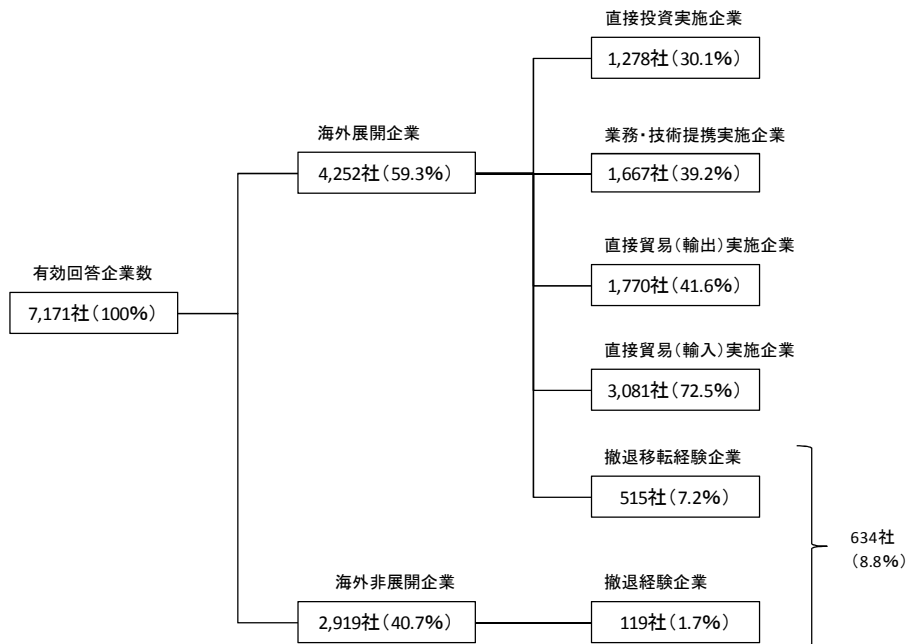 有効回答企業数
7,171社(100%)
海外展開企業
4,252社(59.3%)
海外非展開企業
2,919社(40.7%)
直接投資実施企業
1,278社(30.1%)
業務・技術提携実施企業
1,667社(39.2%)
直接貿易(輸出)実施企業
1,770社(41.6%)
直接貿易(輸入)実施企業
3,081社(72.5%)
撤退移転経験企業
515社(7.2%)
撤退経験企業
119社(1.7%)
634社
(8.8%)